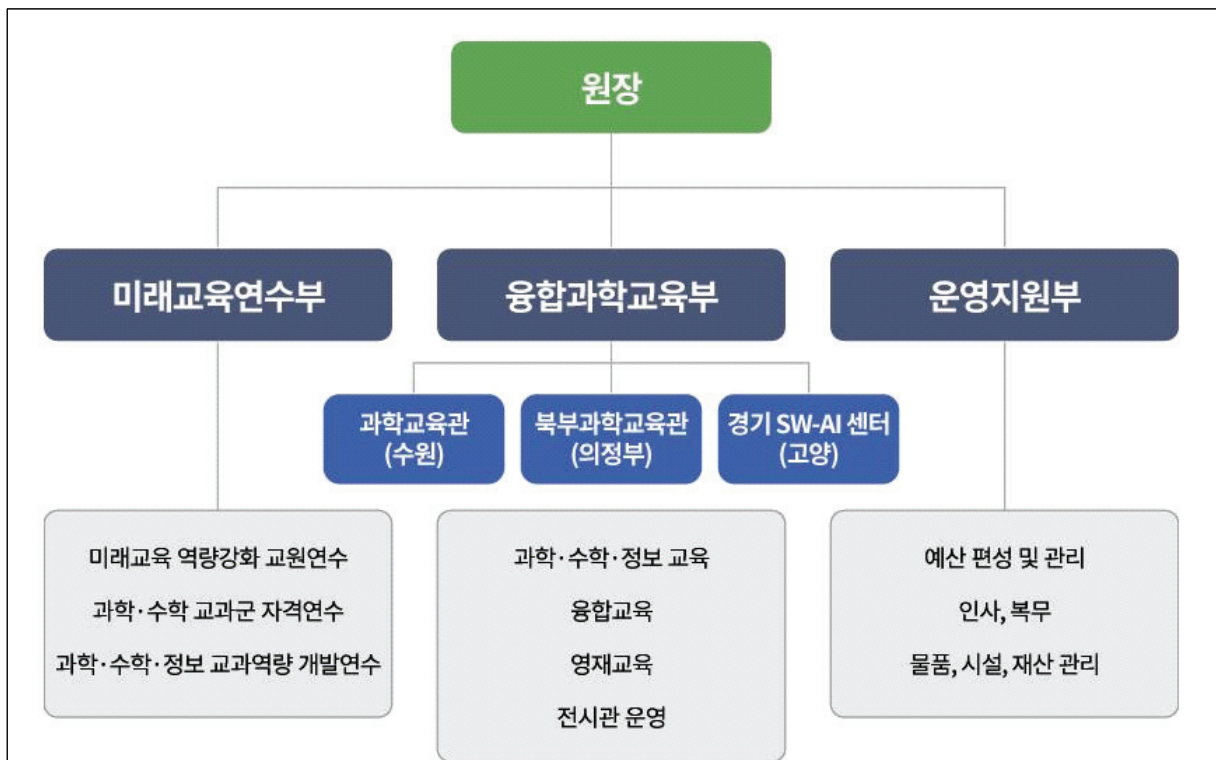 원장
미래교육연수부
융합과학교육부
운영지원부
과학교육관
(수원)
북부과학교육관
(의정부)
경기 SW-AI 센터
(고양)
미래교육 역량강화 교원연수
과학·수학 교과군 자격연수
과학·수학·정보 교과역량 개발연수
과학·수학·정보 교육
융합교육
영재교육
전시관 운영
예산 편성 및 관리
인사, 복무
물품, 시설, 재산 관리